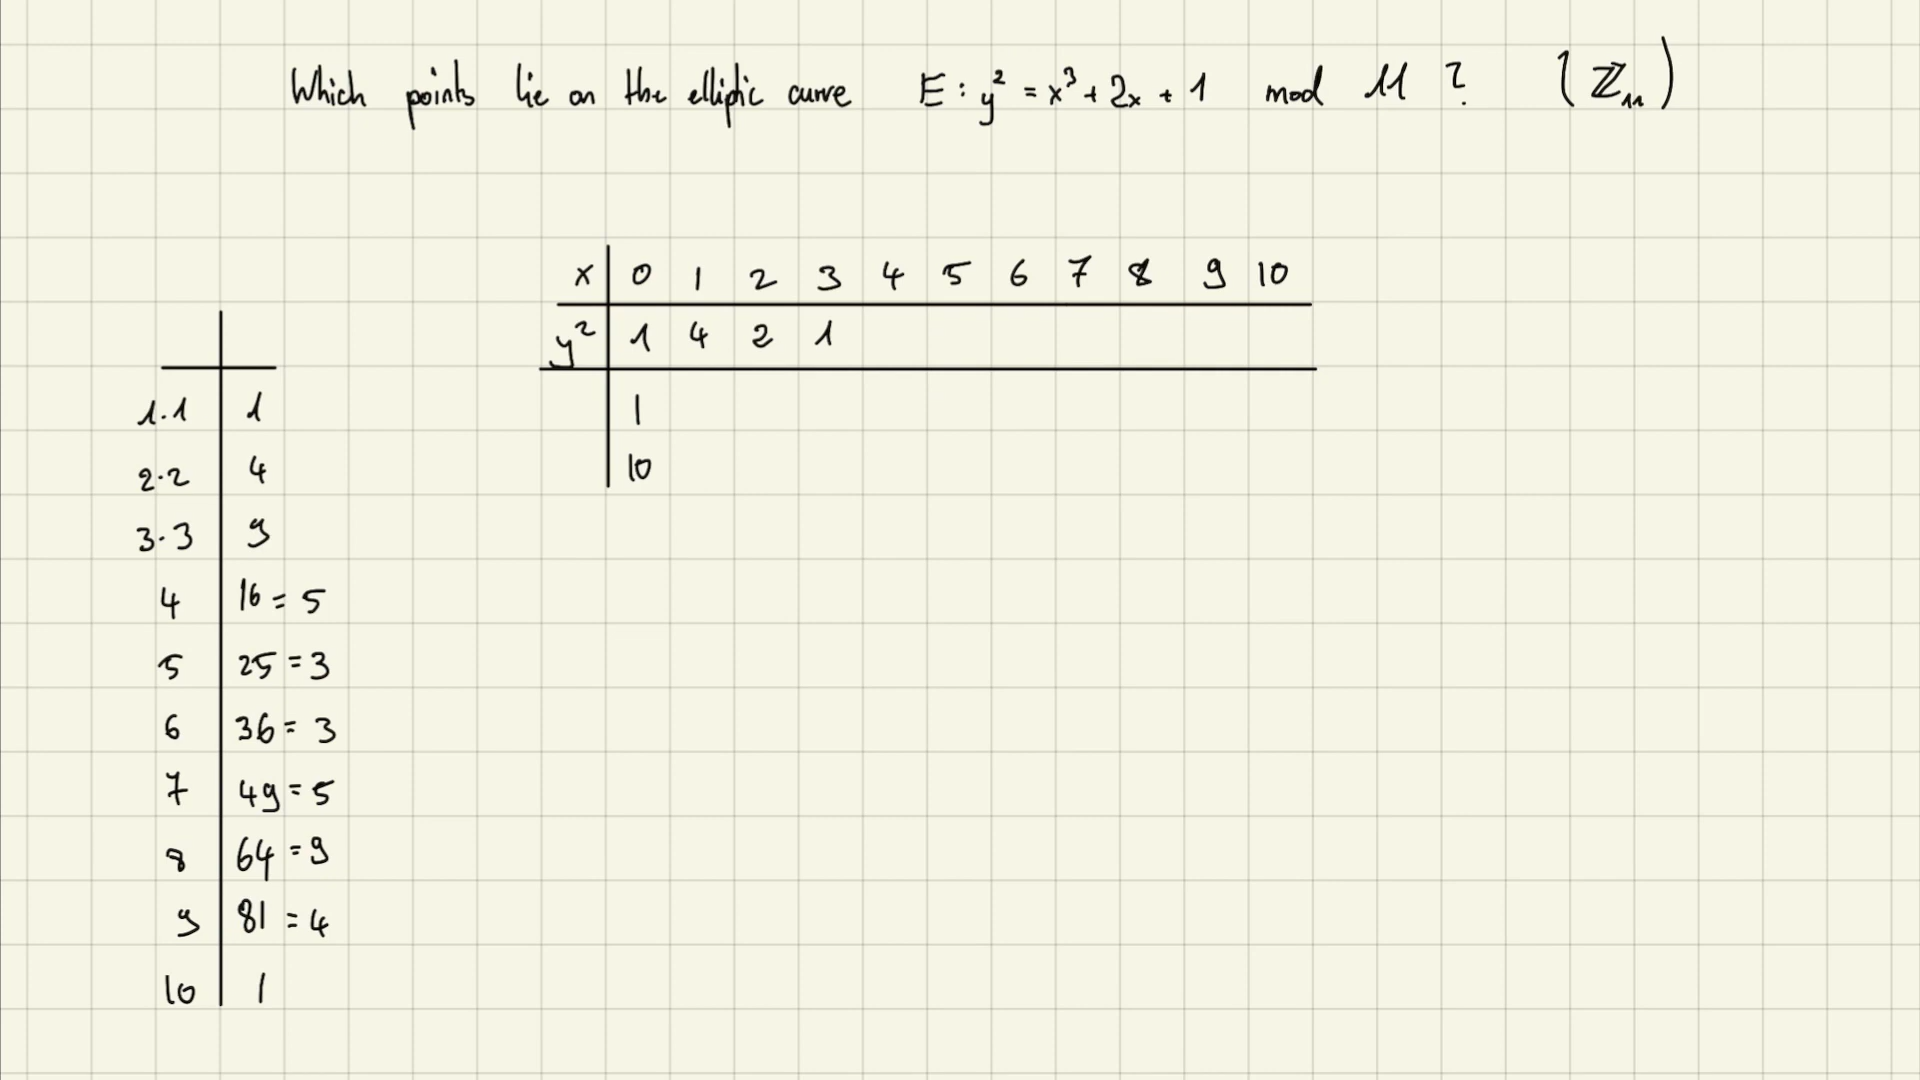 Which points lie on the elliptic curve E: y² = x³ + 2x + 1 mod 11? (ℤ₁₁)
x 0 1 2 3 4 5 6 7 8 9 10
y² 1 4 2 1
1
10
1·1 1
2·2 4
3·3 9
4 16 = 5
5 25 = 3
6 36 = 3
7 49 = 5
8 64 = 9
9 81 = 4
10 1